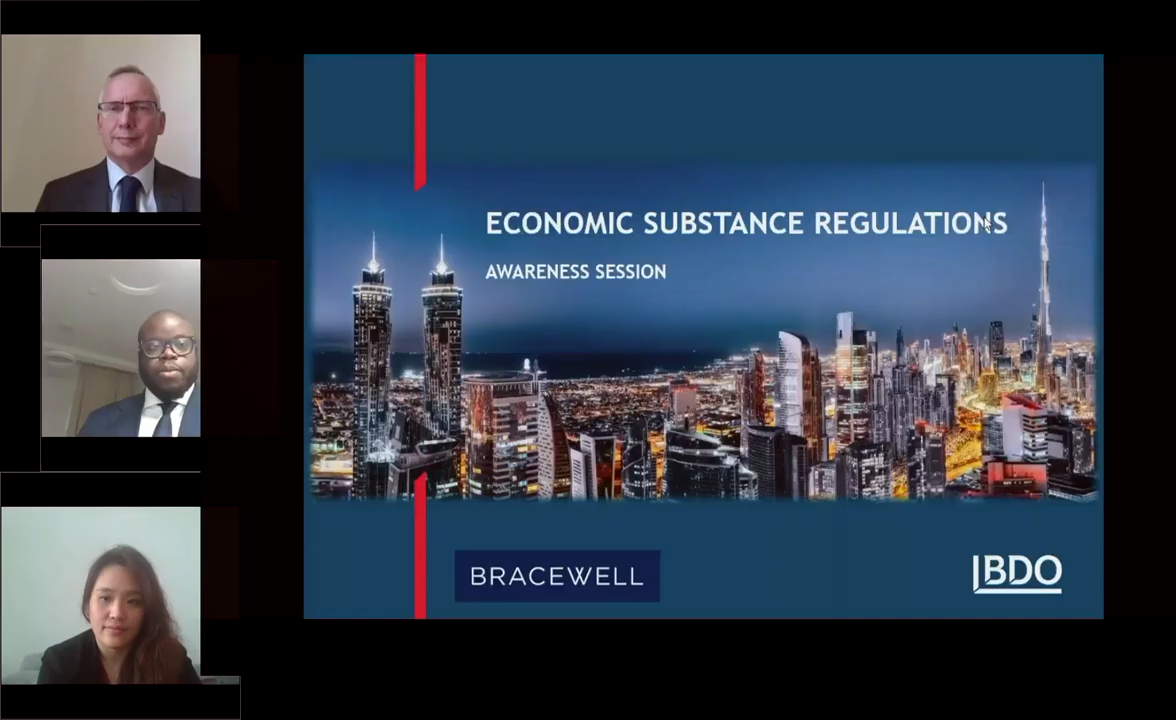 ECONOMIC SUBSTANCE REGULATIONS
AWARENESS SESSION
BRACEWELL
BDO